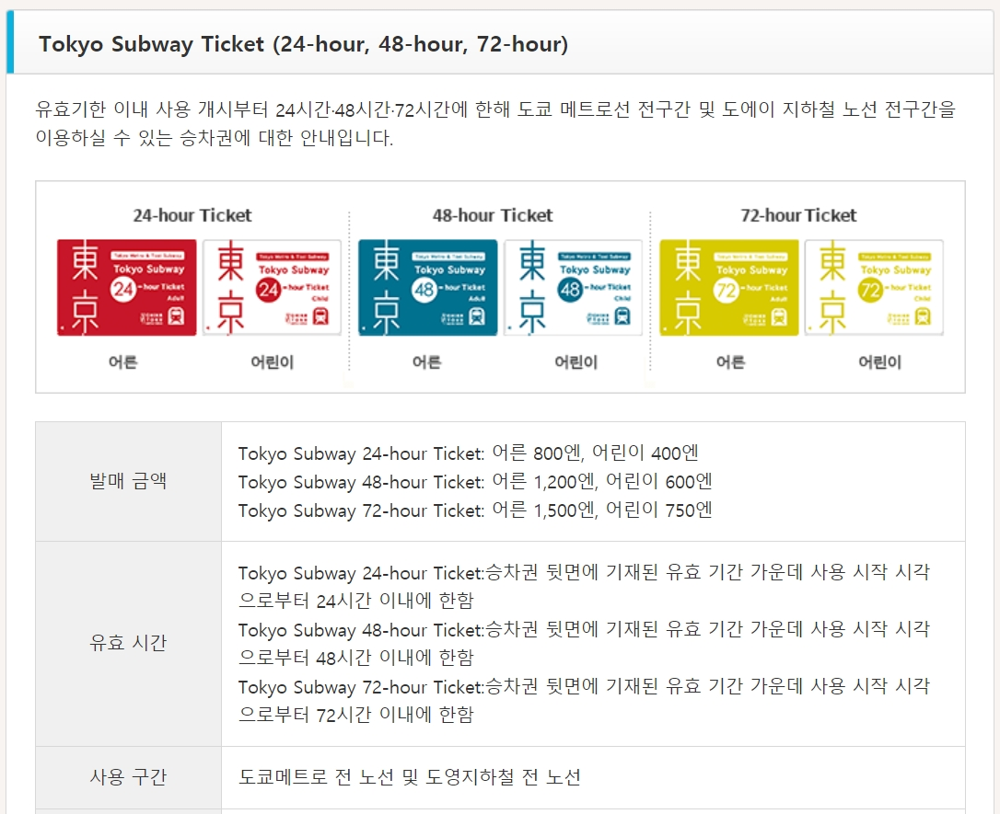 Tokyo Subway Ticket (24-hour, 48-hour, 72-hour)
유효기한 이내 사용 개시부터 24시간·48시간·72시간에 한해 도쿄 메트로선 전구간 및 도에이 지하철 노선 전구간을
이용하실 수 있는 승차권에 대한 안내입니다.
24-hour Ticket
48-hour Ticket
72-hour Ticket
東京
Tokyo Metro & Toei Subway
Tokyo Subway
24-hour Ticket
Adult
東京
Tokyo Metro & Toei Subway
Tokyo Subway
24-hour Ticket
Child
東京
Tokyo Metro & Toei Subway
Tokyo Subway
48-hour Ticket
Adult
東京
Tokyo Metro & Toei Subway
Tokyo Subway
48-hour Ticket
Child
東京
Tokyo Metro & Toei Subway
Tokyo Subway
72-hour Ticket
Adult
東京
Tokyo Metro & Toei Subway
Tokyo Subway
72-hour Ticket
Child
어른
어린이
어른
어린이
어른
어린이
발매 금액
Tokyo Subway 24-hour Ticket: 어른 800엔, 어린이 400엔
Tokyo Subway 48-hour Ticket: 어른 1,200엔, 어린이 600엔
Tokyo Subway 72-hour Ticket: 어른 1,500엔, 어린이 750엔
유효 시간
Tokyo Subway 24-hour Ticket:승차권 뒷면에 기재된 유효 기간 가운데 사용 시작 시각
으로부터 24시간 이내에 한함
Tokyo Subway 48-hour Ticket:승차권 뒷면에 기재된 유효 기간 가운데 사용 시작 시각
으로부터 48시간 이내에 한함
Tokyo Subway 72-hour Ticket:승차권 뒷면에 기재된 유효 기간 가운데 사용 시작 시각
으로부터 72시간 이내에 한함
사용 구간
도쿄메트로 전 노선 및 도영지하철 전 노선